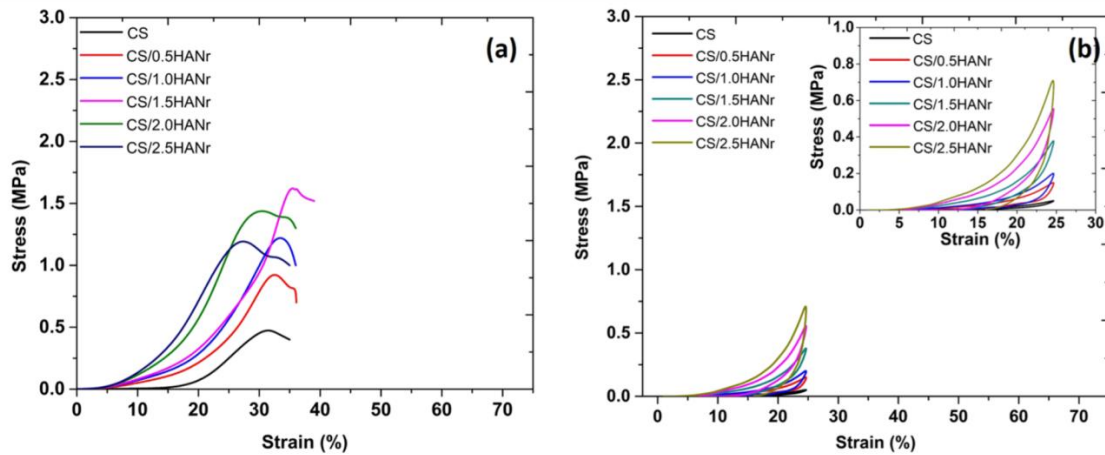 (a)
CS
CS/0.5HANr
CS/1.0HANr
CS/1.5HANr
CS/2.0HANr
CS/2.5HANr
3.0
2.5
2.0
1.5
1.0
0.5
0.0
Stress (MPa)
0 10 20 30 40 50 60 70
Strain (%)
(b)
CS
CS/0.5HANr
CS/1.0HANr
CS/1.5HANr
CS/2.0HANr
CS/2.5HANr
3.0
2.5
2.0
1.5
1.0
0.5
0.0
Stress (MPa)
0 10 20 30 40 50 60 70
Strain (%)
CS
CS/0.5HANr
CS/1.0HANr
CS/1.5HANr
CS/2.0HANr
CS/2.5HANr
1.0
0.8
0.6
0.4
0.2
0.0
Stress (MPa)
0 5 10 15 20 25 30
Strain (%)